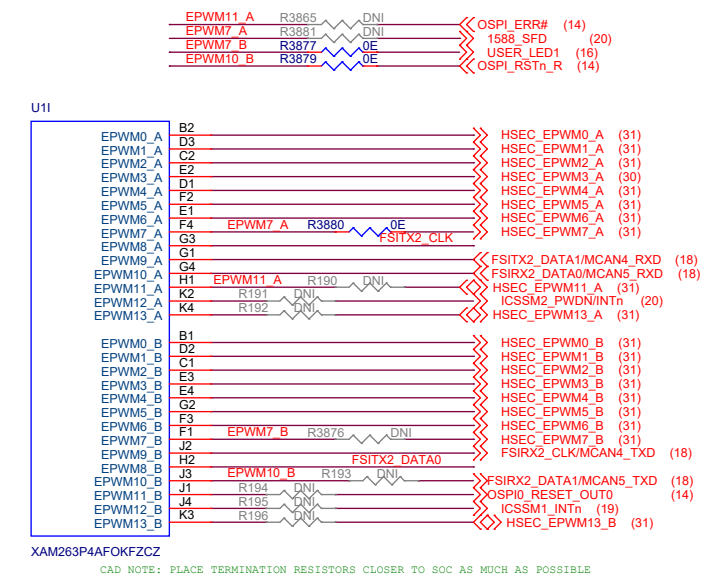 EPWM11_A R3865 DNI OSPI_ERR# (14)
EPWM7_A R3881 DNI 1588_SFD (20)
EPWM7_B R3877 0E USER_LED1 (16)
EPWM10_B R3879 0E OSPI_RSTn_R (14)
U1I
EPWM0_A B2 HSEC_EPWM0_A (31)
EPWM1_A D3 HSEC_EPWM1_A (31)
EPWM2_A C2 HSEC_EPWM2_A (31)
EPWM3_A E2 HSEC_EPWM3_A (30)
EPWM4_A D1 HSEC_EPWM4_A (31)
EPWM5_A F2 HSEC_EPWM5_A (31)
EPWM6_A E1 HSEC_EPWM6_A (31)
EPWM7_A F4 EPWM7_A R3880 0E HSEC_EPWM7_A (31)
EPWM8_A G3 FSITX2_CLK
EPWM9_A G1 FSITX2_DATA1/MCAN4_RXD (18)
EPWM10_A G4 FSIRX2_DATA0/MCAN5_RXD (18)
EPWM11_A H1 EPWM11_A R190 DNI HSEC_EPWM11_A (31)
EPWM12_A K2 R191 DNI ICSSM2_PWDN/INTn (20)
EPWM13_A K4 R192 DNI HSEC_EPWM13_A (31)
EPWM0_B B1 HSEC_EPWM0_B (31)
EPWM1_B D2 HSEC_EPWM1_B (31)
EPWM2_B C1 HSEC_EPWM2_B (31)
EPWM3_B E3 HSEC_EPWM3_B (31)
EPWM4_B E4 HSEC_EPWM4_B (31)
EPWM5_B G2 HSEC_EPWM5_B (31)
EPWM6_B F3 HSEC_EPWM6_B (31)
EPWM7_B F1 EPWM7_B R3876 DNI HSEC_EPWM7_B (31)
EPWM9_B J2 FSIRX2_CLK/MCAN4_TXD (18)
EPWM8_B H2 FSITX2_DATA0
EPWM10_B J3 EPWM10_B R193 DNI FSIRX2_DATA1/MCAN5_TXD (18)
EPWM11_B J1 R194 DNI OSPI0_RESET_OUT0 (14)
EPWM12_B J4 R195 DNI ICSSM1_INTn (19)
EPWM13_B K3 R196 DNI HSEC_EPWM13_B (31)
XAM263P4AFOKFZCZ
CAD NOTE: PLACE TERMINATION RESISTORS CLOSER TO SOC AS MUCH AS POSSIBLE